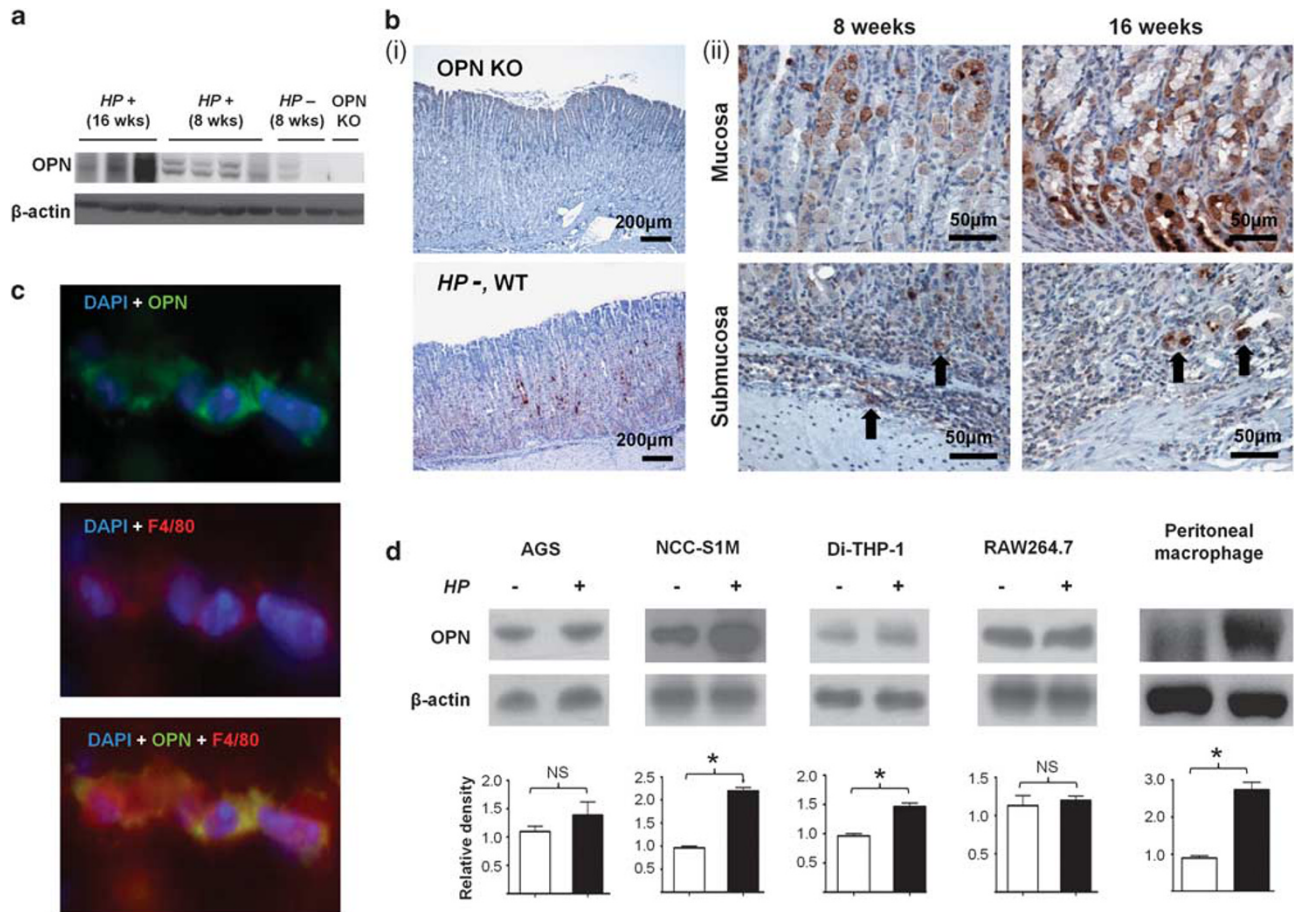 a
HP + HP + HP – OPN
(16 wks) (8 wks) (8 wks) KO
OPN
β-actin
b
(i)
OPN KO
200µm
HP -, WT
200µm
(ii)
8 weeks 16 weeks
Mucosa
50µm
50µm
Submucosa
50µm
50µm
c
DAPI + OPN
DAPI + F4/80
DAPI + OPN + F4/80
d
AGS NCC-S1M Di-THP-1 RAW264.7 Peritoneal
macrophage
HP - + - + - + - + - +
OPN
β-actin
Relative density
NS
2.0
1.5
1.0
0.5
*
2.5
2.0
1.5
1.0
0.5
*
2.0
1.5
1.0
0.5
NS
1.5
1.0
0.5
*
3.0
2.0
1.0